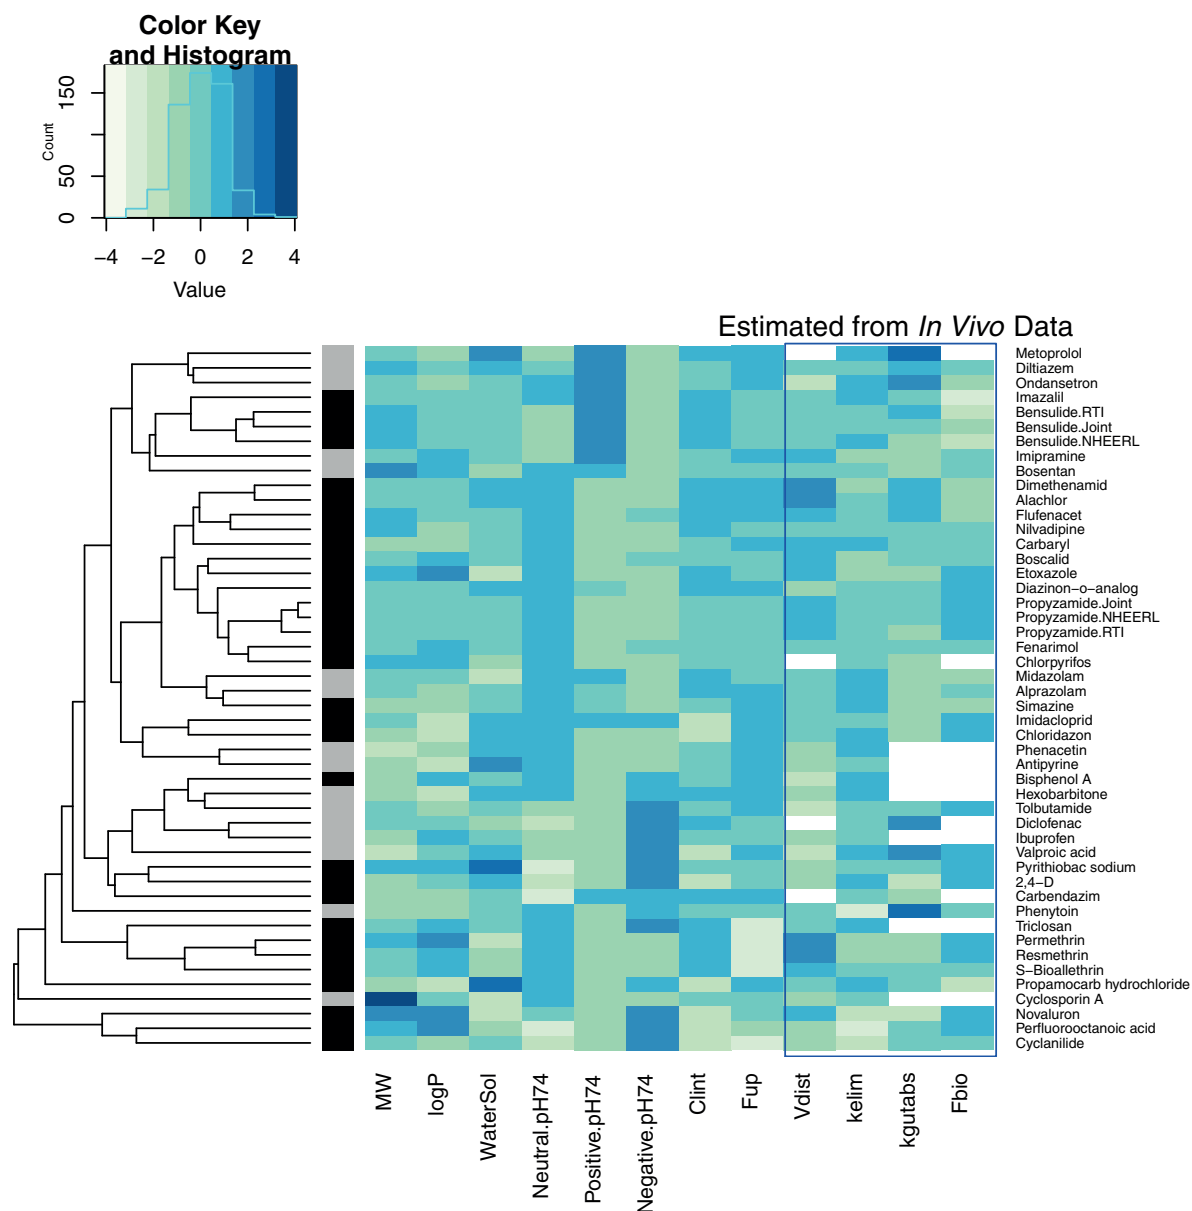 Color Key
and Histogram
Count
0
50
150
−4 −2 0 2 4
Value
Estimated from In Vivo Data
Metoprolol
Diltiazem
Ondansetron
Imazalil
Bensulide.RTI
Bensulide.Joint
Bensulide.NHEERL
Imipramine
Bosentan
Dimethenamid
Alachlor
Flufenacet
Nilvadipine
Carbaryl
Boscalid
Etoxazole
Diazinon−o−analog
Propyzamide.Joint
Propyzamide.NHEERL
Propyzamide.RTI
Fenarimol
Chlorpyrifos
Midazolam
Alprazolam
Simazine
Imidacloprid
Chloridazon
Phenacetin
Antipyrine
Bisphenol A
Hexobarbitone
Tolbutamide
Diclofenac
Ibuprofen
Valproic acid
Pyrithiobac sodium
2,4−D
Carbendazim
Phenytoin
Triclosan
Permethrin
Resmethrin
S−Bioallethrin
Propamocarb hydrochloride
Cyclosporin A
Novaluron
Perfluorooctanoic acid
Cyclanilide
MW
logP
WaterSol
Neutral.pH74
Positive.pH74
Negative.pH74
Clint
Fup
Vdist
kelim
kgutabs
Fbio